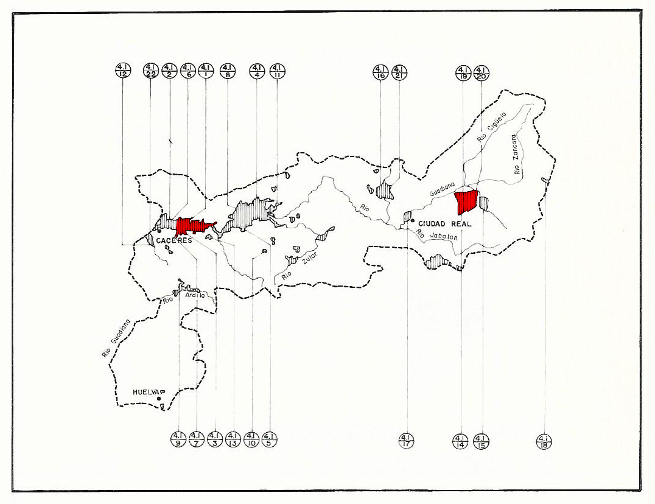 4.1 12
4.1 22
4.1 2
4.1 6
4.1 1
4.1 8
4.1 4
4.1 11
4.1 16
4.1 21
4.1 19
4.1 20
Rio Cigüela
Rio Zancara
Guadiana
Rio
CIUDAD REAL
Rio Jabalon
CACERES
Rio Zujar
Rio Ardila
Rio Guadiana
HUELVA
4.1 9
4.1 7
4.1 3
4.1 13
4.1 10
4.1 5
4.1 17
4.1 14
4.1 15
4.1 18